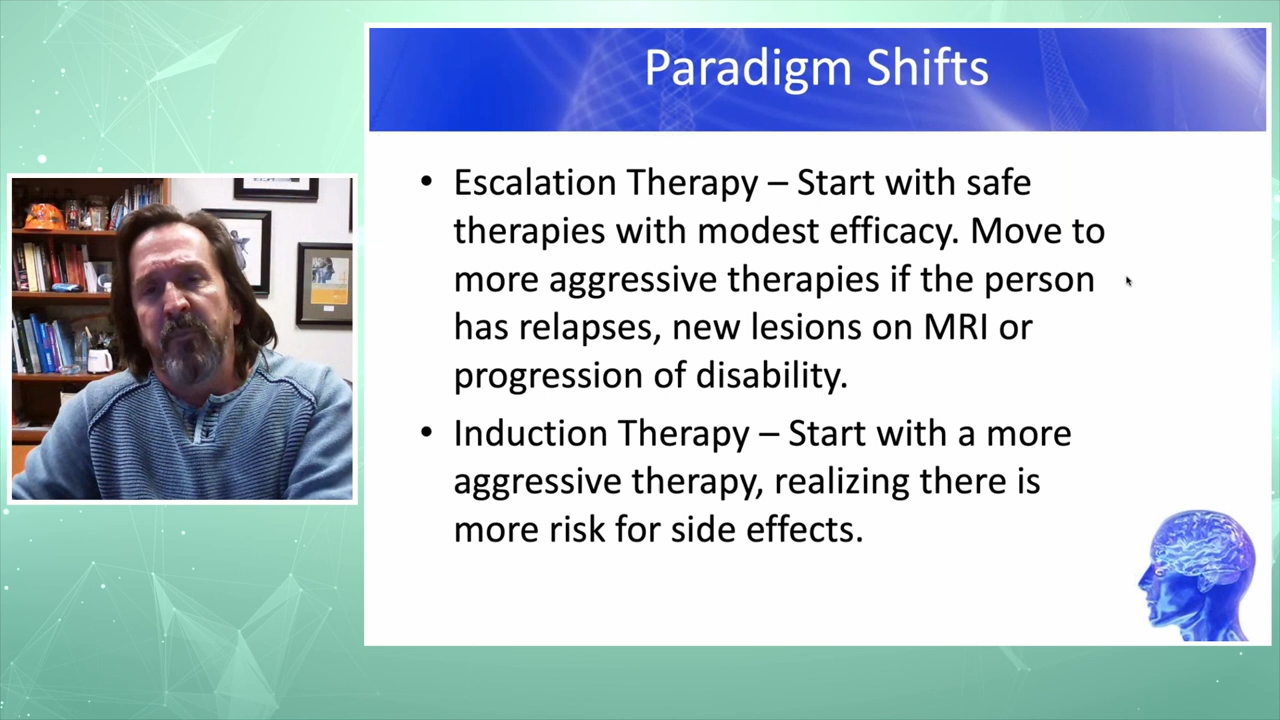 Paradigm Shifts
• Escalation Therapy – Start with safe
therapies with modest efficacy. Move to
more aggressive therapies if the person
has relapses, new lesions on MRI or
progression of disability.
• Induction Therapy – Start with a more
aggressive therapy, realizing there is
more risk for side effects.